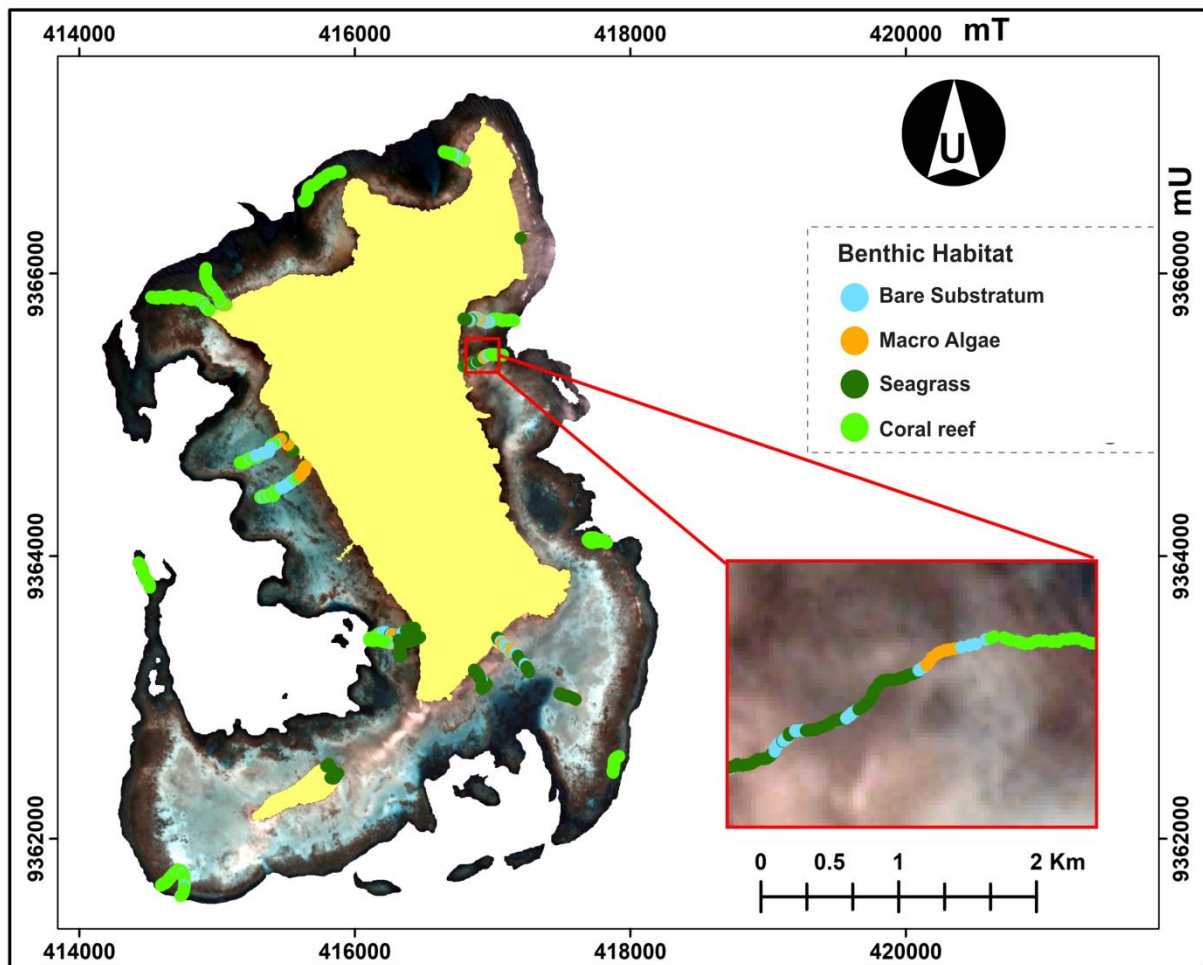 414000 416000 418000 420000 mT
mU
U
9366000 9366000
Benthic Habitat
Bare Substratum
Macro Algae
Seagrass
Coral reef
9364000 9364000
9362000 9362000
0 0.5 1 2 Km
414000 416000 418000 420000